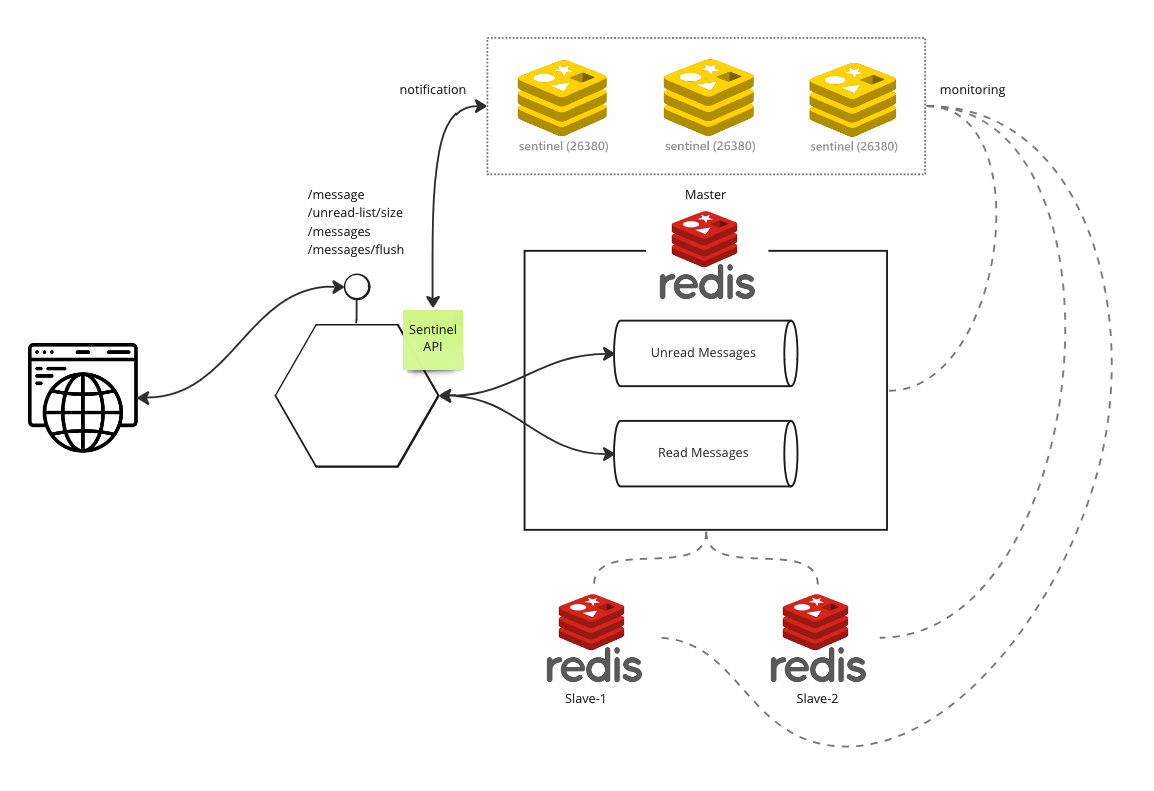 notification
monitoring
sentinel (26380)
sentinel (26380)
sentinel (26380)
/message
/unread-list/size
/messages
/messages/flush
Master
redis
Sentinel
API
Unread Messages
Read Messages
redis
Slave-1
redis
Slave-2